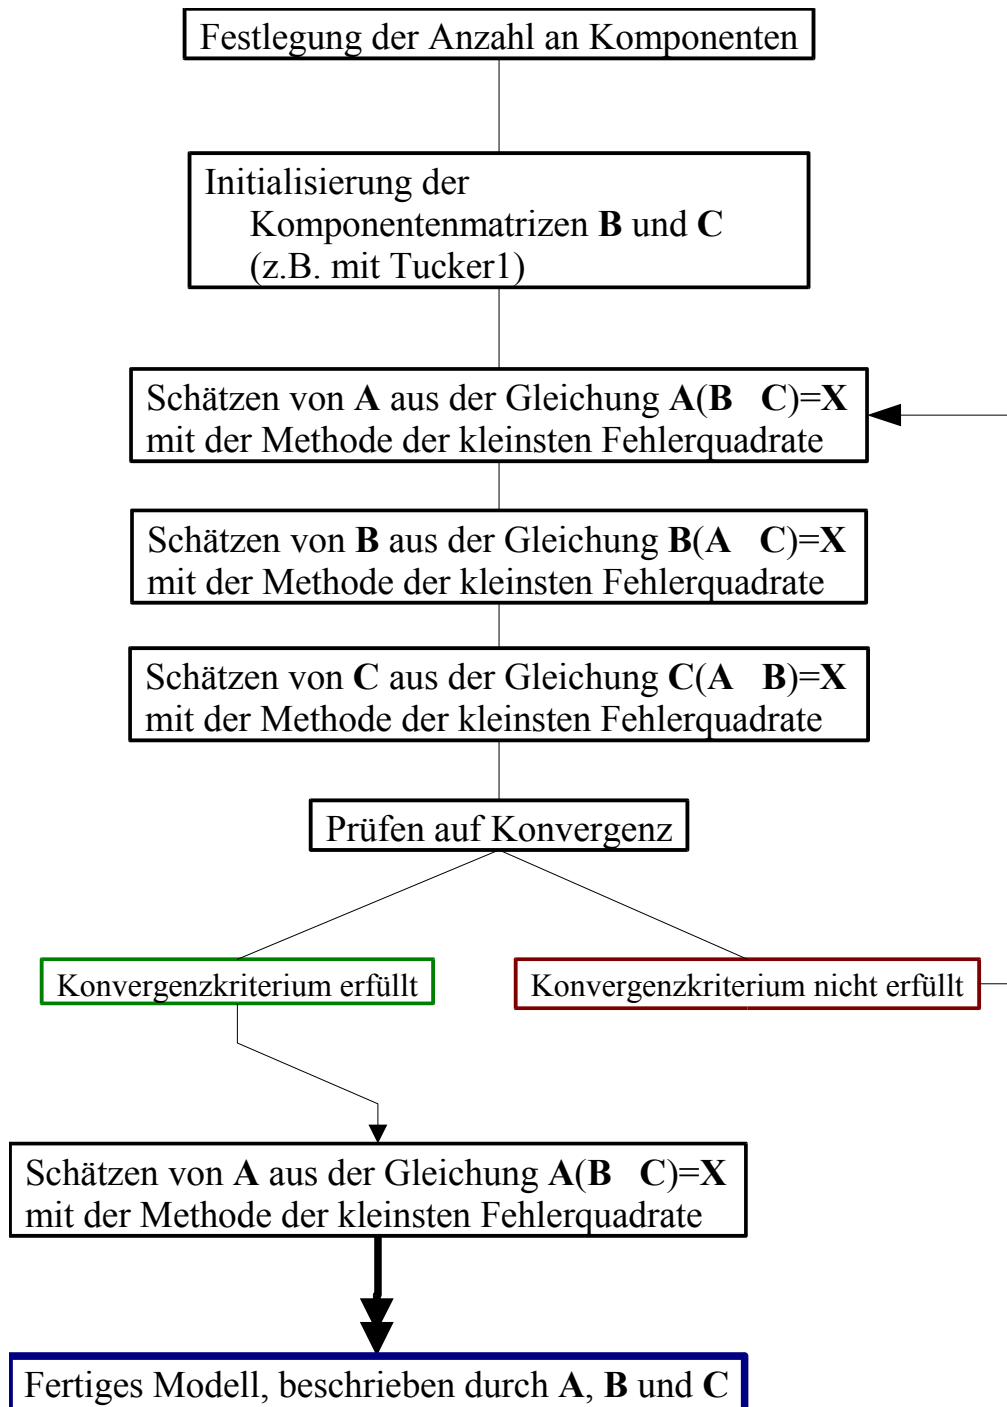 Festlegung der Anzahl an Komponenten
Initialisierung der
Komponentenmatrizen B und C
(z.B. mit Tucker1)
Schätzen von A aus der Gleichung A(B C)=X
mit der Methode der kleinsten Fehlerquadrate
Schätzen von B aus der Gleichung B(A C)=X
mit der Methode der kleinsten Fehlerquadrate
Schätzen von C aus der Gleichung C(A B)=X
mit der Methode der kleinsten Fehlerquadrate
Prüfen auf Konvergenz
Konvergenzkriterium erfüllt
Konvergenzkriterium nicht erfüllt
Schätzen von A aus der Gleichung A(B C)=X
mit der Methode der kleinsten Fehlerquadrate
Fertiges Modell, beschrieben durch A, B und C